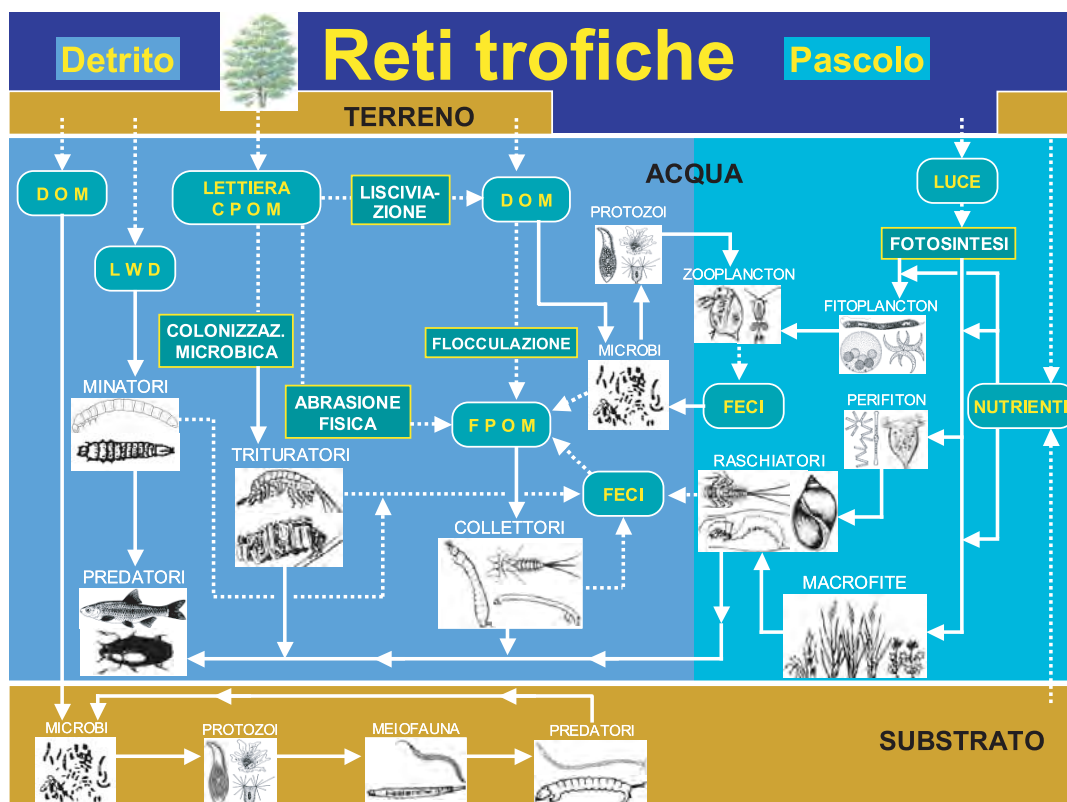 Detrito
Reti trofiche
Pascolo
TERRENO
ACQUA
D O M
LETTIERA
C P O M
LISCIVIA-
ZIONE
D O M
LUCE
PROTOZOI
FOTOSINTESI
L W D
ZOOPLANCTON
FITOPLANCTON
COLONIZZAZ.
MICROBICA
FLOCCULAZIONE
MICROBI
MINATORI
ABRASIONE
FISICA
F P O M
FECI
PERIFITON
NUTRIENTE
TRITURATORI
RASCHIATORI
FECI
COLLETTORI
PREDATORI
MACROFITE
MICROBI
PROTOZOI
MEIOFAUNA
PREDATORI
SUBSTRATO